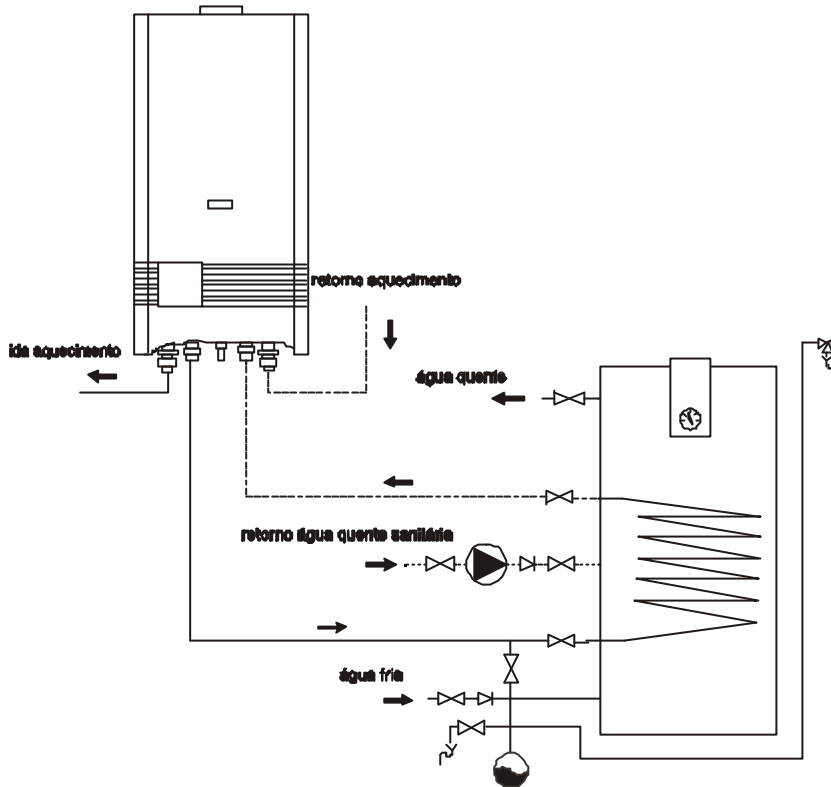 retorno aquecimento
ida aquecimento
água quente
retorno água quente sanitária
água fria